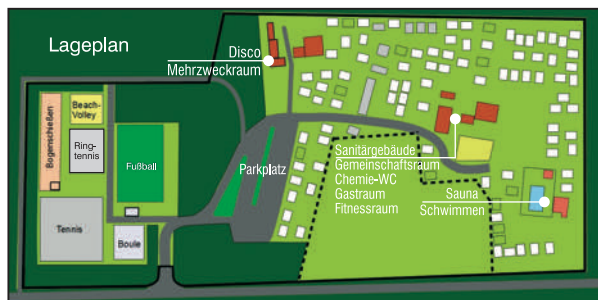 Lageplan
Disco
Mehrzweckraum
Beach-
Volley
Bogenschießen
Ring-
tennis
Fußball
Parkplatz
Sanitärgebäude
Gemeinschaftsraum
Chemie-WC
Gastraum
Fitnessraum
Sauna
Schwimmen
Tennis
Boule